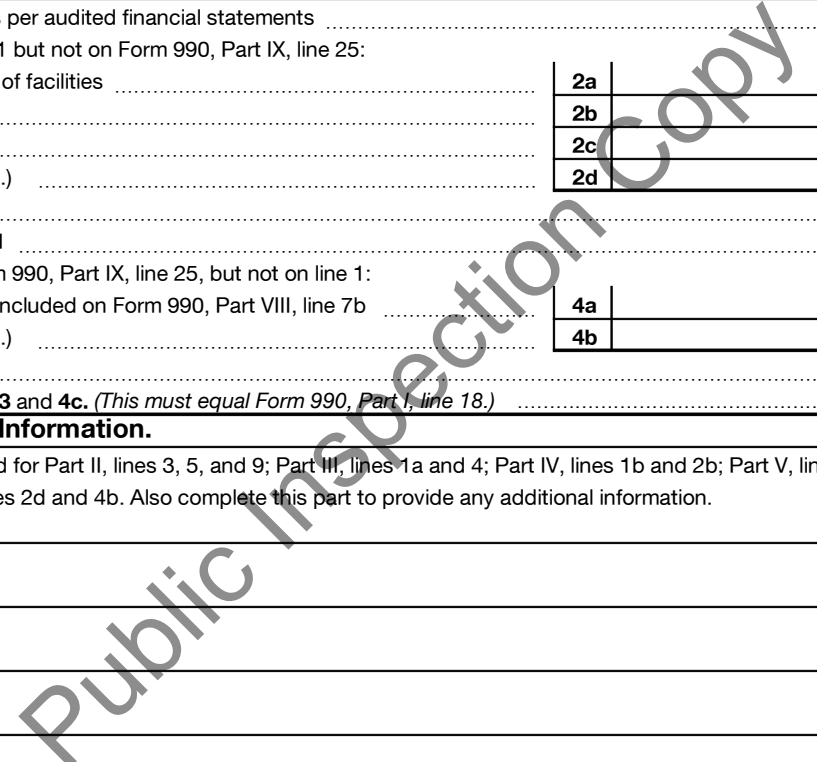 per audited financial statements
1 but not on Form 990, Part IX, line 25:
of facilities 2a
2b
2c
.) 2d
990, Part IX, line 25, but not on line 1:
ncluded on Form 990, Part VIII, line 7b 4a
.) 4b
3 and 4c. (This must equal Form 990, Part I, line 18.)
Information.
d for Part II, lines 3, 5, and 9; Part III, lines 1a and 4; Part IV, lines 1b and 2b; Part V, lin
es 2d and 4b. Also complete this part to provide any additional information.
Public Inspection Copy